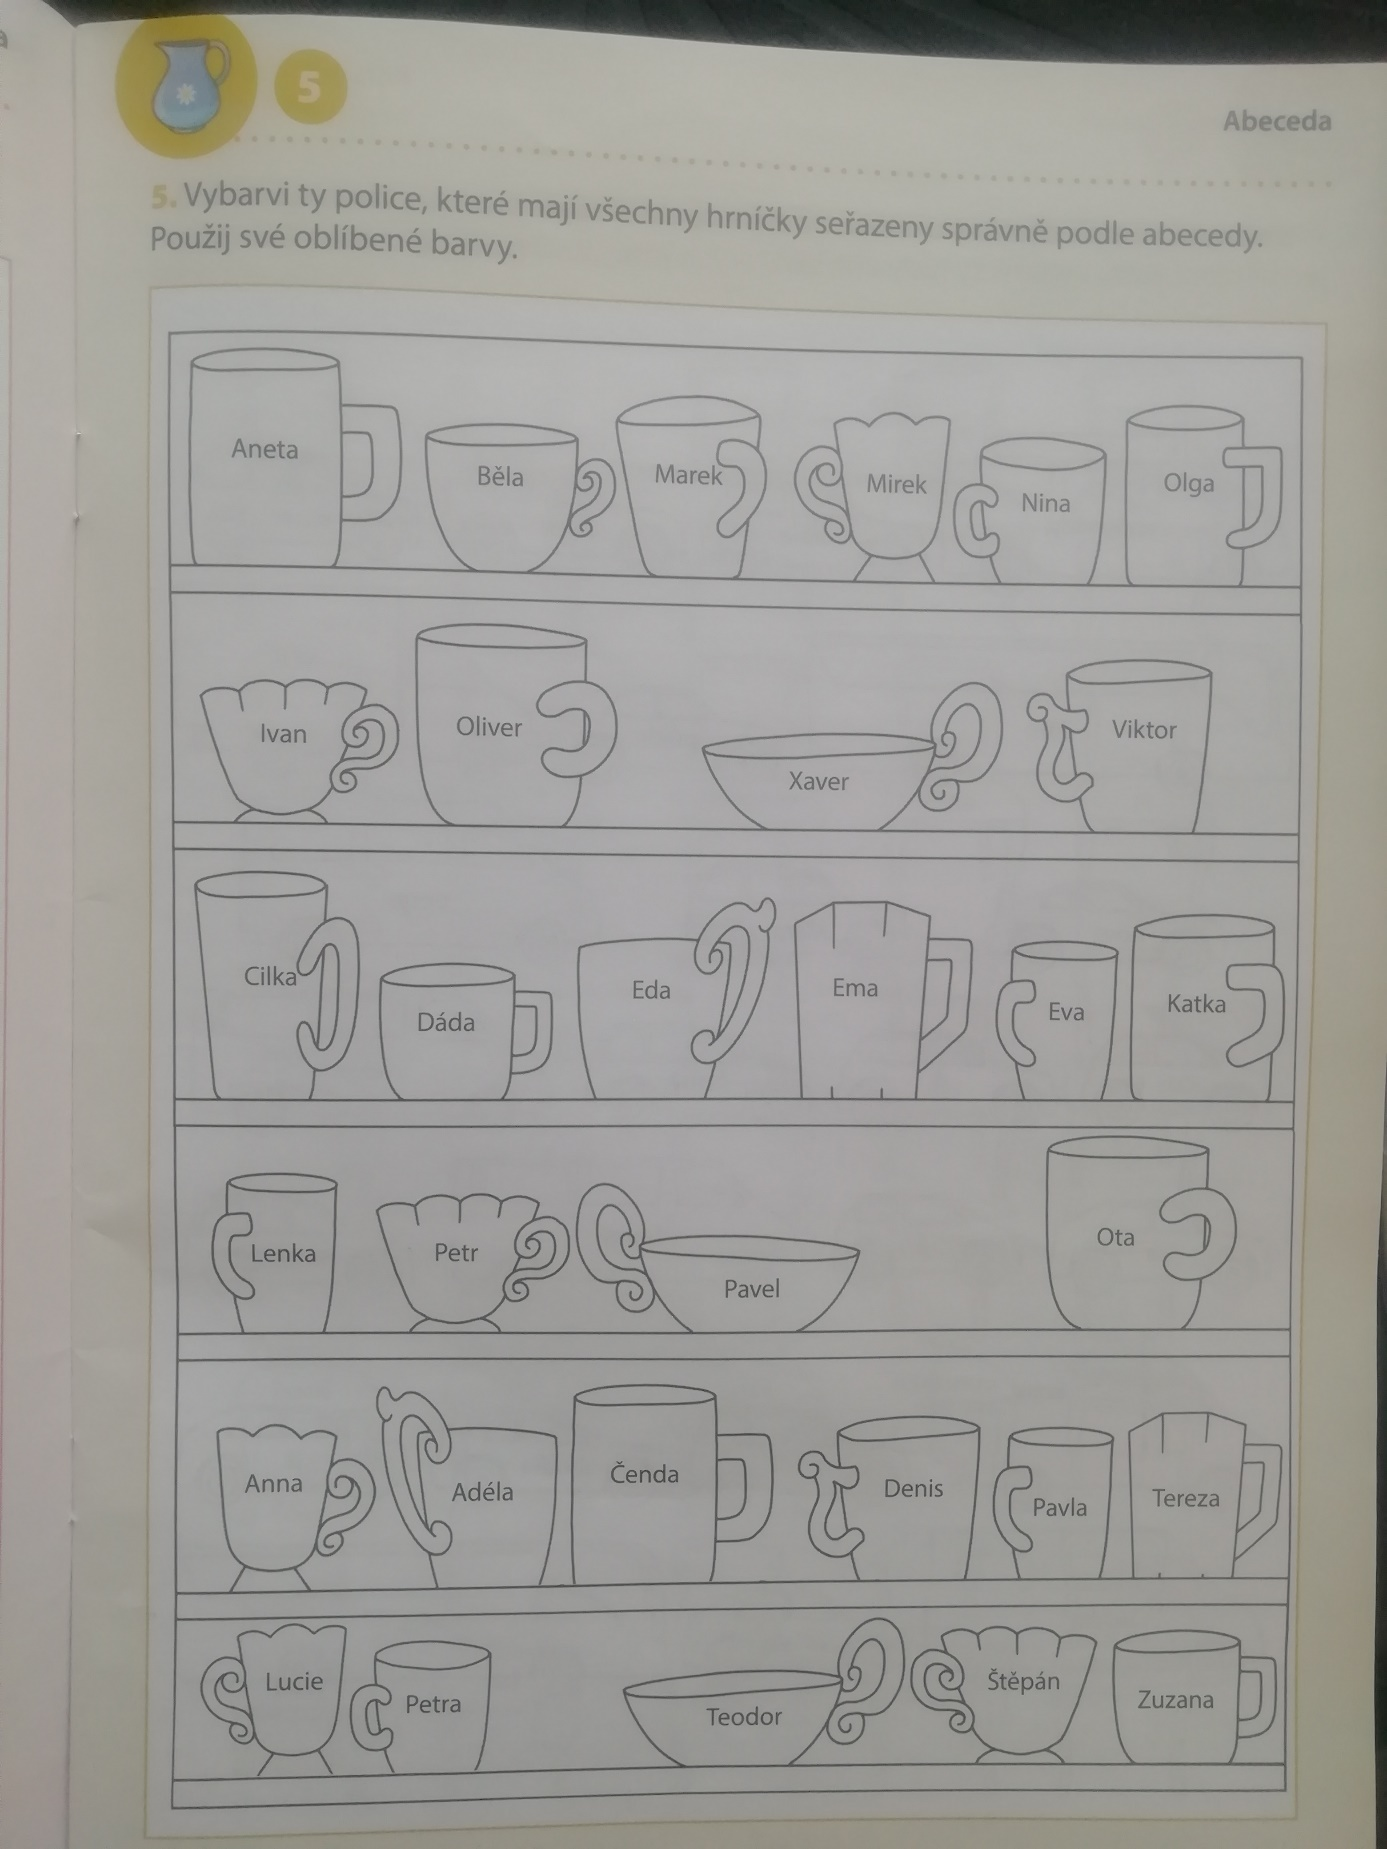 5
Abeceda
5. Vybarvi ty police, které mají všechny hrníčky seřazeny správně podle abecedy.
Použij své oblíbené barvy.
Aneta
Běla
Marek
Mirek
Nina
Olga
Ivan
Oliver
Xaver
Viktor
Cilka
Dáda
Eda
Ema
Eva
Katka
Lenka
Petr
Pavel
Ota
Anna
Adéla
Čenda
Denis
Pavla
Tereza
Lucie
Petra
Teodor
Štěpán
Zuzana